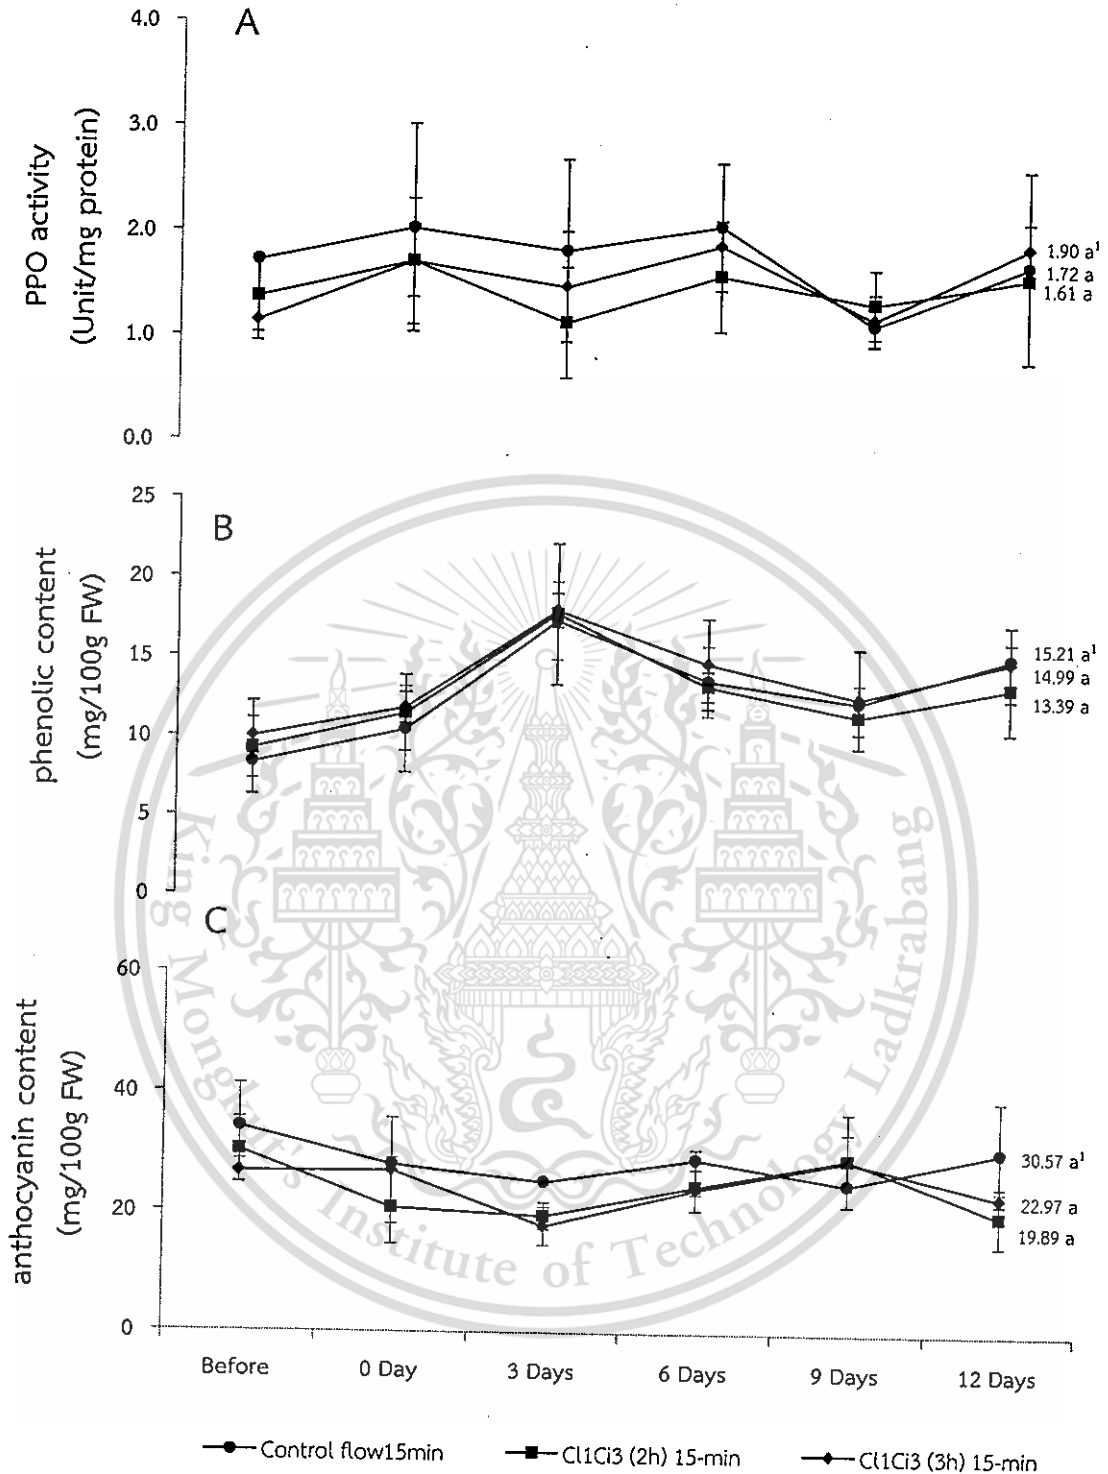 A
4.0
3.0
2.0
1.0
0.0
PPO activity
(Unit/mg protein)
1.90 a¹
1.72 a
1.61 a
B
25
20
15
10
5
0
phenolic content
(mg/100g FW)
15.21 a¹
14.99 a
13.39 a
C
60
40
20
0
anthocyanin content
(mg/100g FW)
30.57 a¹
22.97 a
19.89 a
Before 0 Day 3 Days 6 Days 9 Days 12 Days
Control flow15min Cl1Ci3 (2h) 15-min Cl1Ci3 (3h) 15-min
King Mongkut's Institute of Technology Ladkrabang